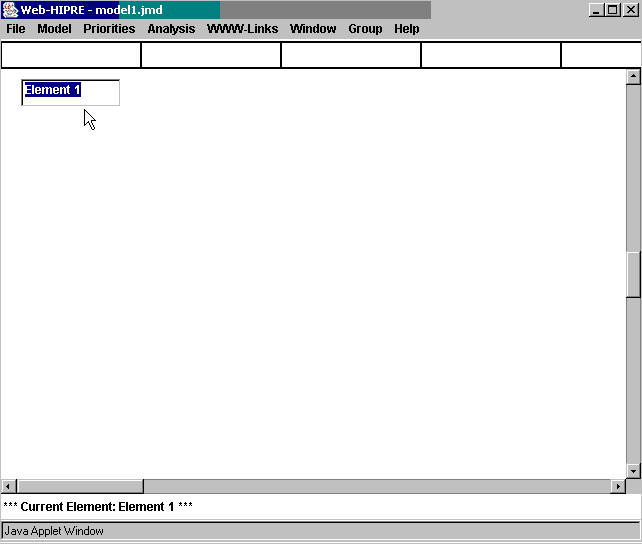 Web-HIPRE - model1.jmd
File Model Priorities Analysis WWW-Links Window Group Help
Element 1
*** Current Element: Element 1 ***
Java Applet Window